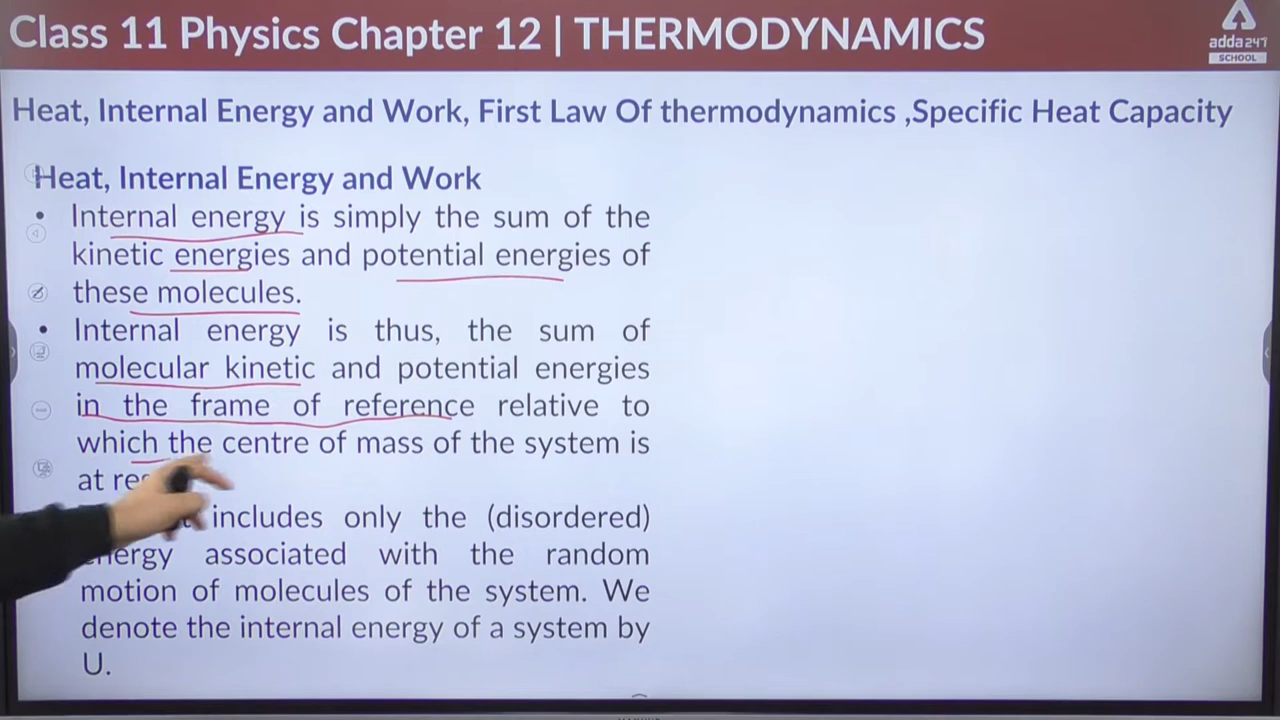 Class 11 Physics Chapter 12 | THERMODYNAMICS
adda247
SCHOOL
Heat, Internal Energy and Work, First Law Of thermodynamics ,Specific Heat Capacity
Heat, Internal Energy and Work
• Internal energy is simply the sum of the
kinetic energies and potential energies of
these molecules.
• Internal energy is thus, the sum of
molecular kinetic and potential energies
in the frame of reference relative to
which the centre of mass of the system is
at
includes only the (disordered)
energy associated with the random
motion of molecules of the system. We
denote the internal energy of a system by
U.